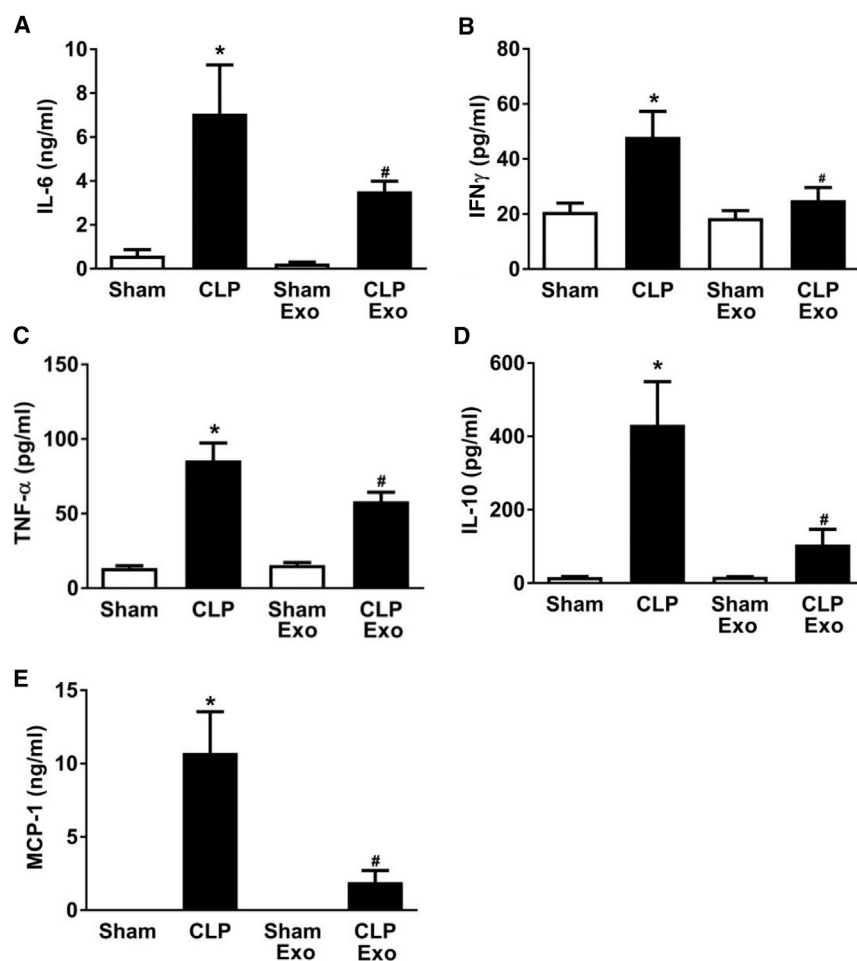 A
IL-6 (ng/ml)
10
8
6
4
2
0
*
#
Sham CLP Sham Exo CLP Exo
B
IFNγ (pg/ml)
80
60
40
20
0
*
#
Sham CLP Sham Exo CLP Exo
C
TNF-α (pg/ml)
150
100
50
0
*
#
Sham CLP Sham Exo CLP Exo
D
IL-10 (pg/ml)
600
400
200
0
*
#
Sham CLP Sham Exo CLP Exo
E
MCP-1 (ng/ml)
15
10
5
0
*
#
Sham CLP Sham Exo CLP Exo